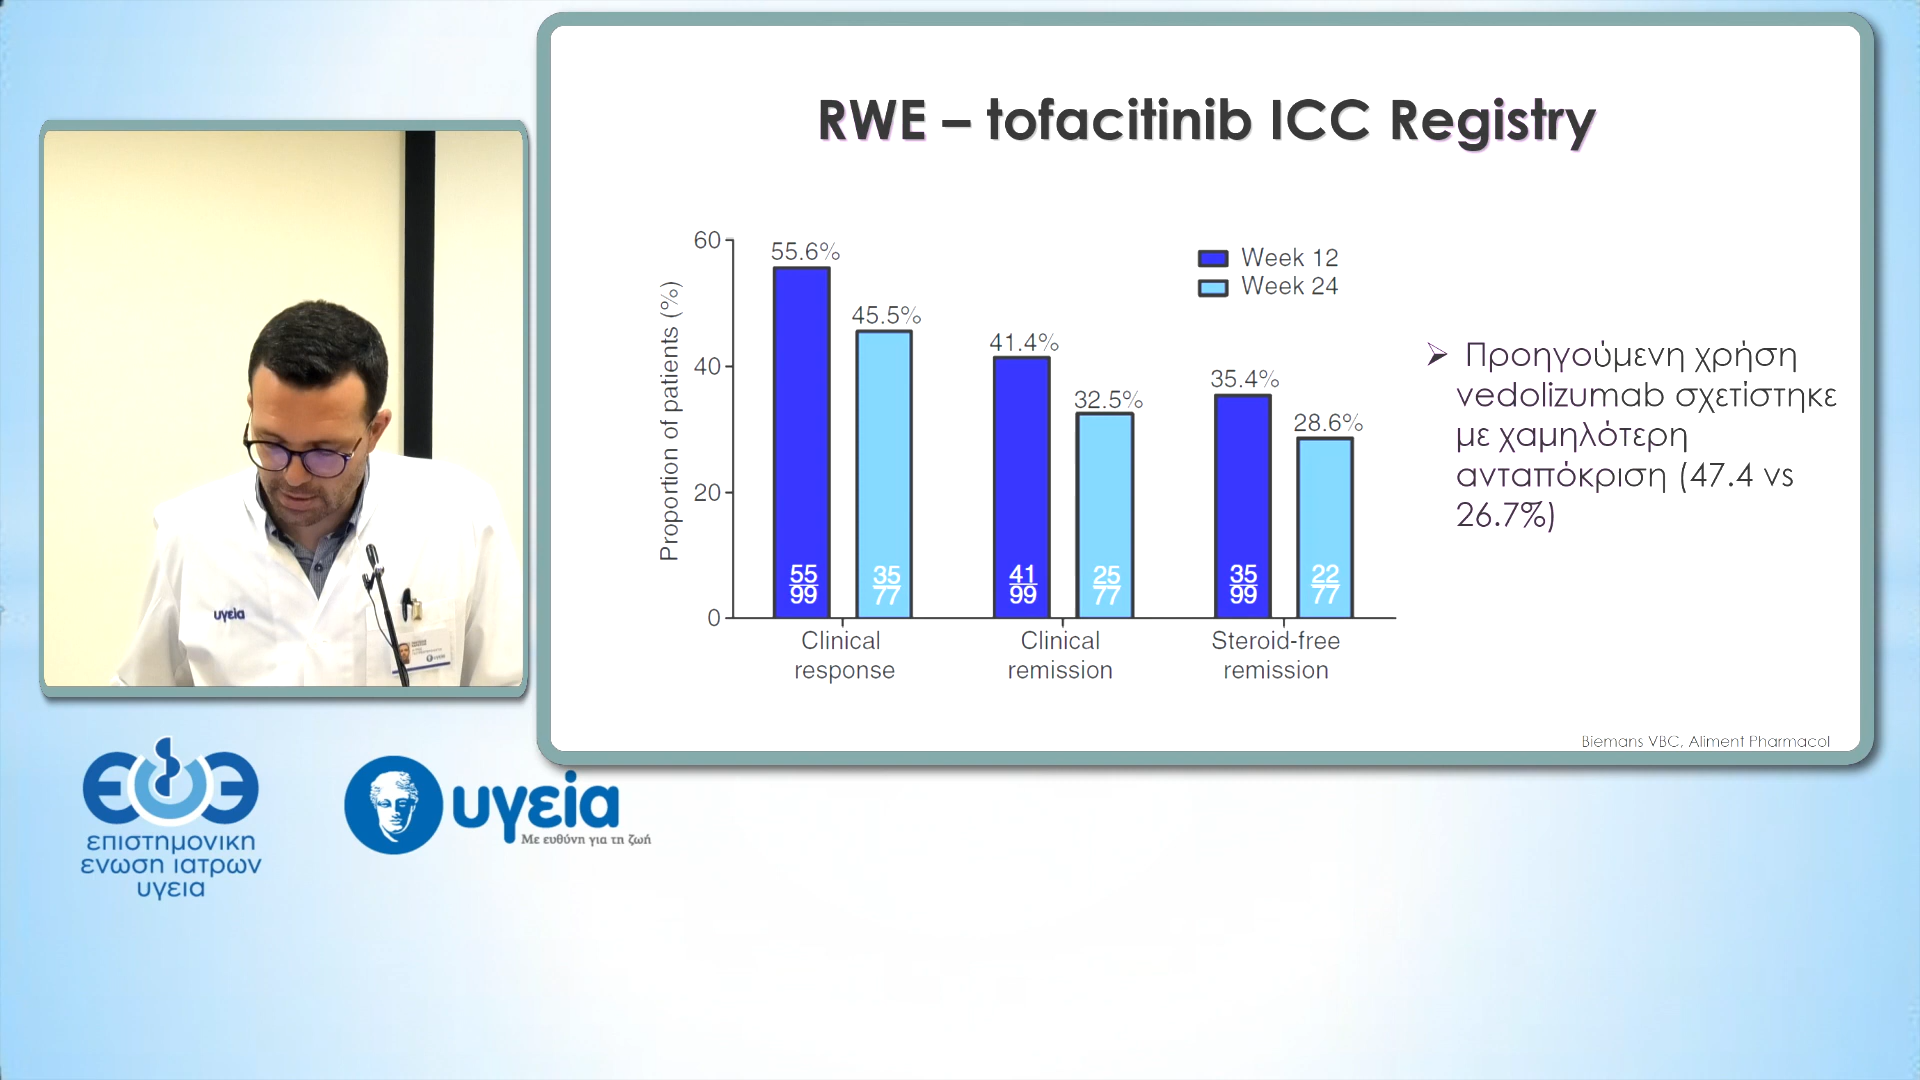 RWE – tofacitinib ICC Registry
60
40
20
0
Proportion of patients (%)
55.6%
45.5%
41.4%
32.5%
35.4%
28.6%
Week 12
Week 24
55
99
35
77
41
99
25
77
35
99
22
77
Clinical
response
Clinical
remission
Steroid-free
remission
➢ Προηγούμενη χρήση
vedolizumab σχετίστηκε
με χαμηλότερη
ανταπόκριση (47.4 vs
26.7%)
Biemans VBC, Aliment Pharmacol
υγεία
επιστημονικη
ενωση ιατρων
υγεια
υγεία
Με ευθύνη για τη ζωή